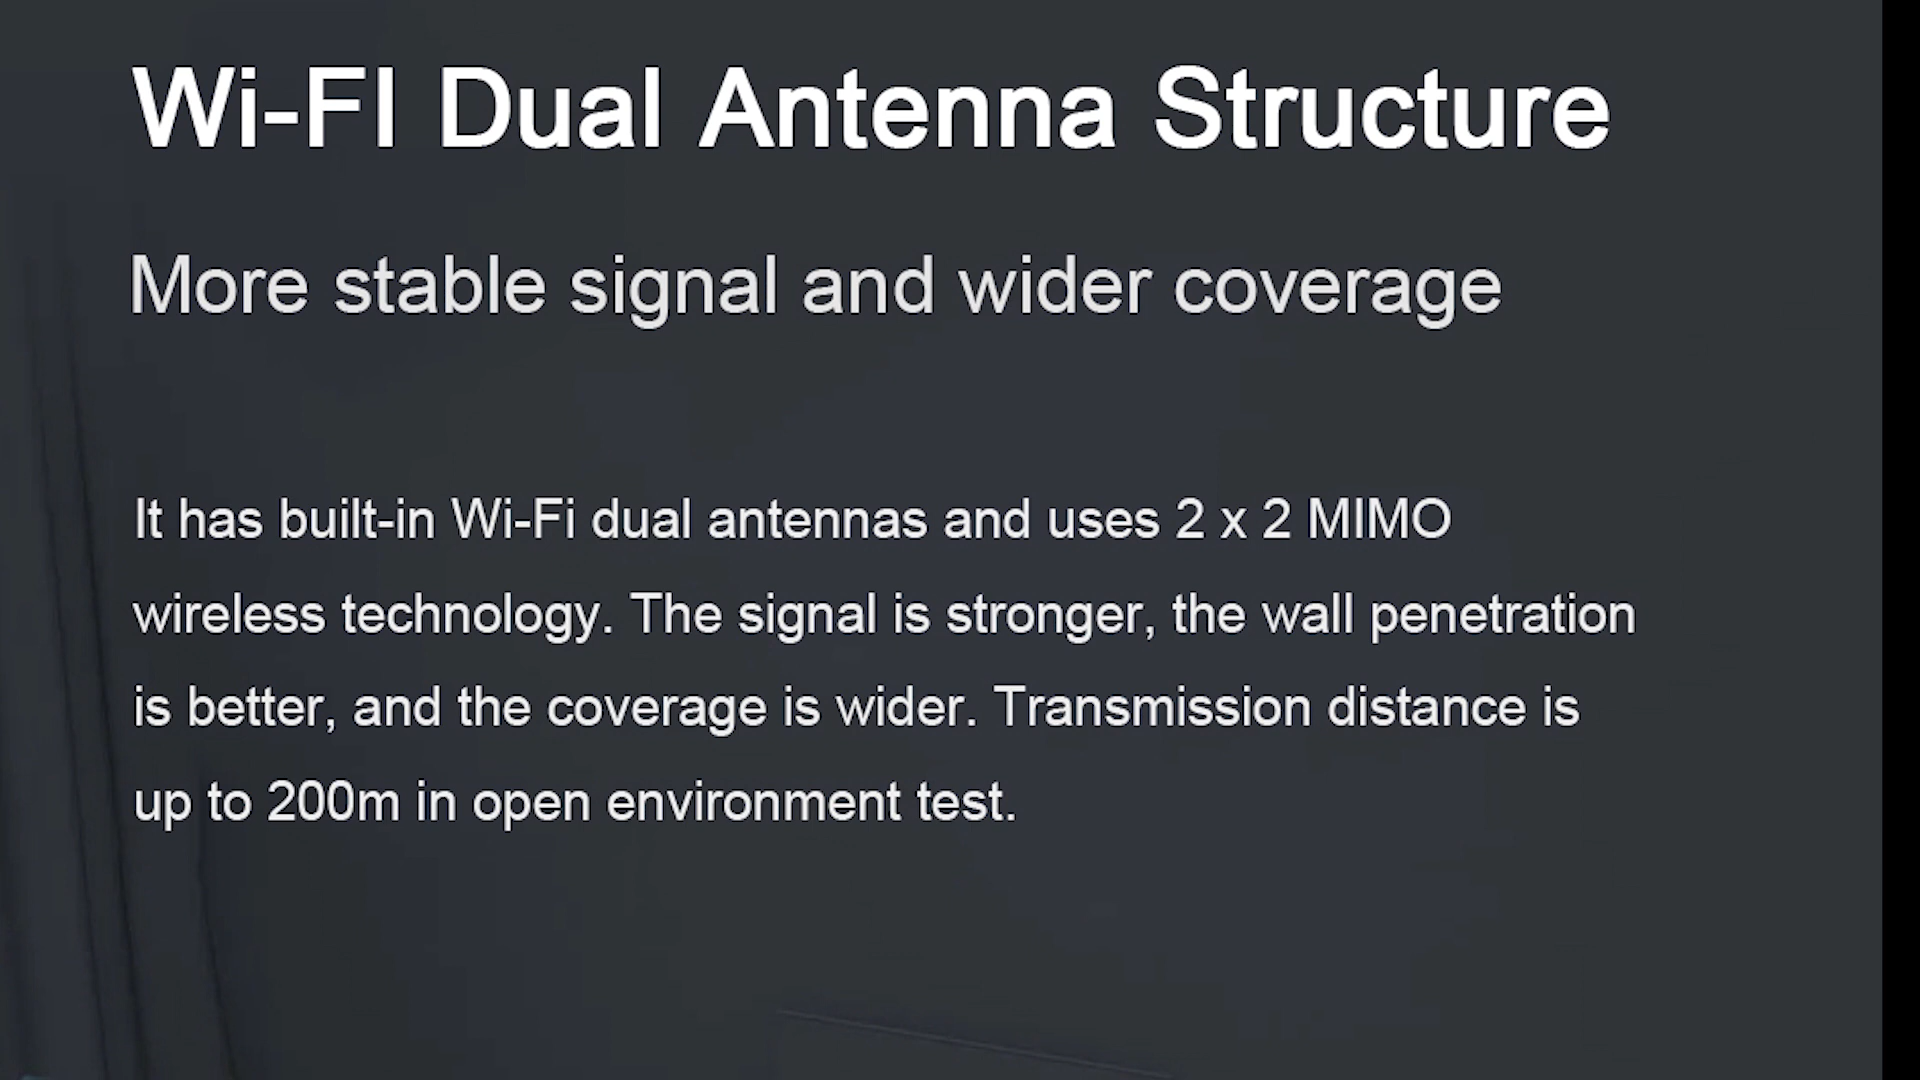 Wi-FI Dual Antenna Structure
More stable signal and wider coverage
It has built-in Wi-Fi dual antennas and uses 2 x 2 MIMO
wireless technology. The signal is stronger, the wall penetration
is better, and the coverage is wider. Transmission distance is
up to 200m in open environment test.